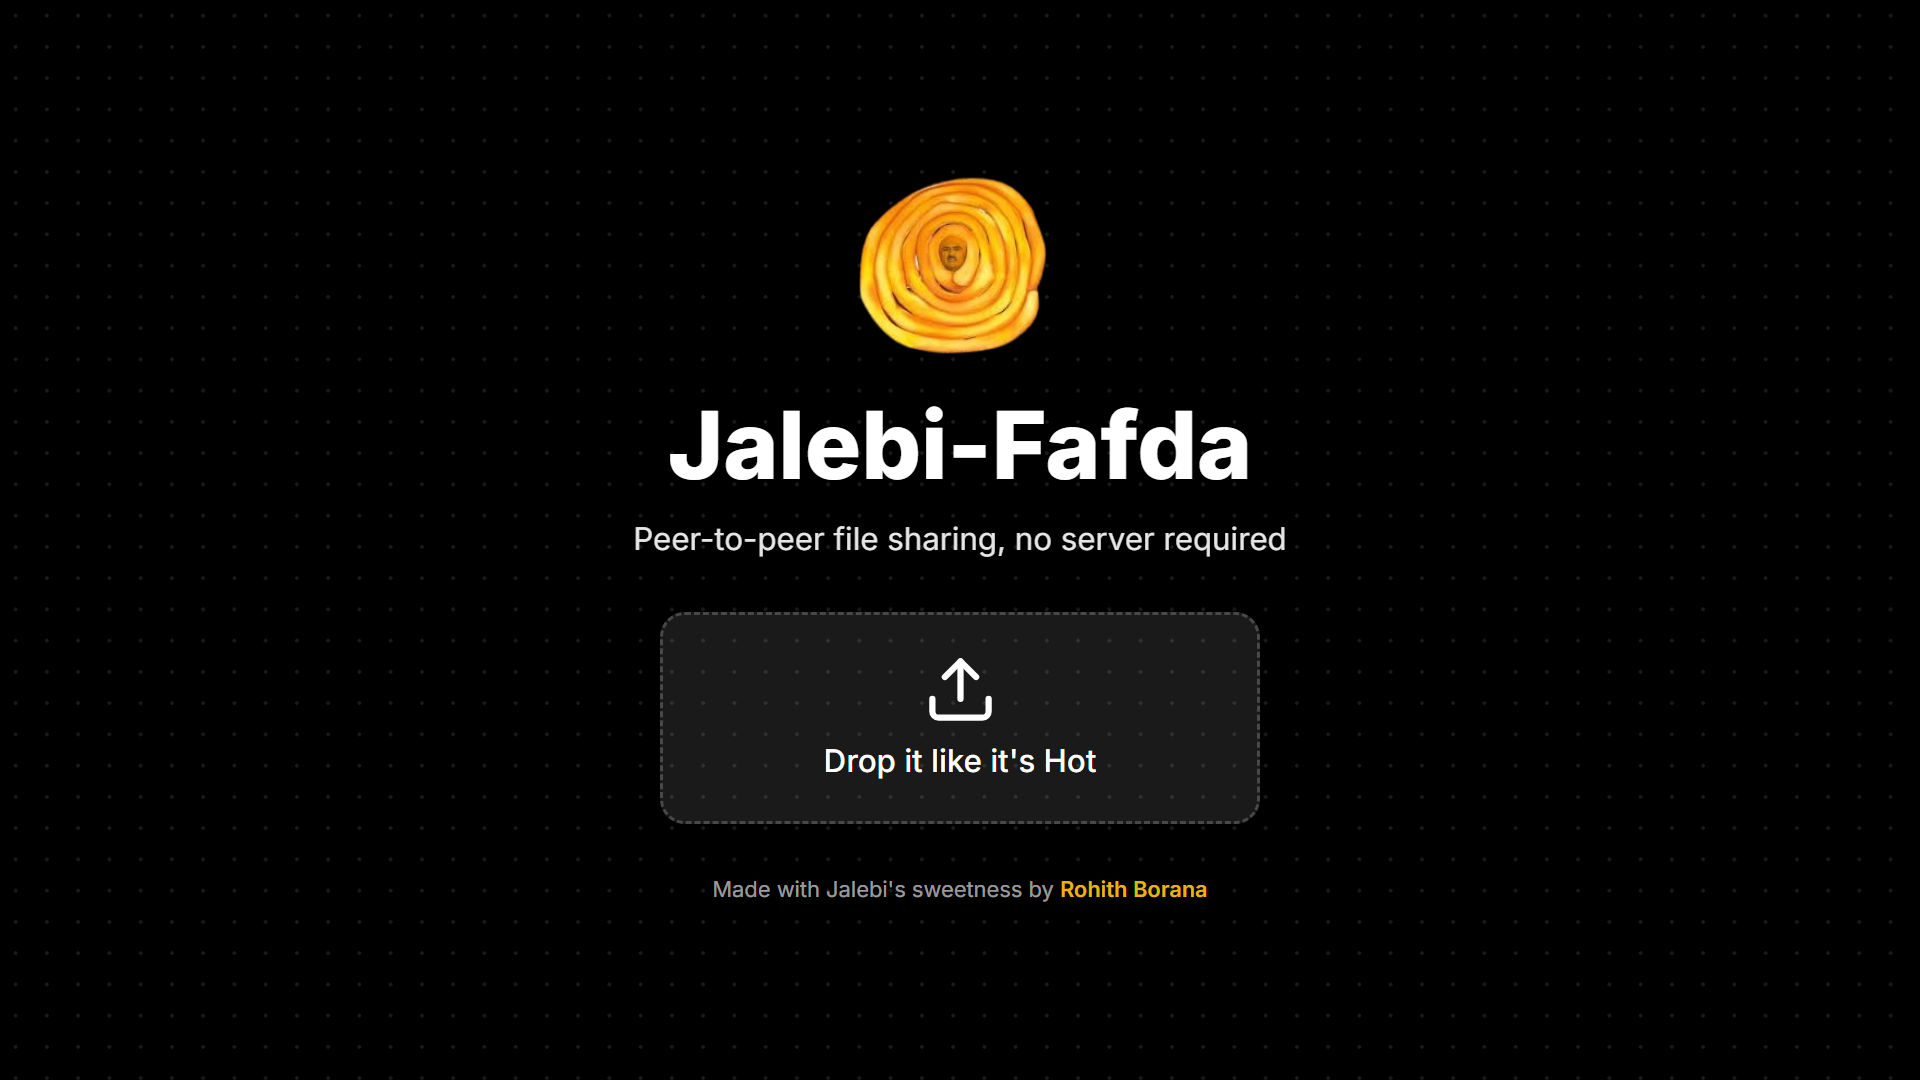 Jalebi-Fafda
Peer-to-peer file sharing, no server required
Drop it like it's Hot
Made with Jalebi's sweetness by Rohith Borana